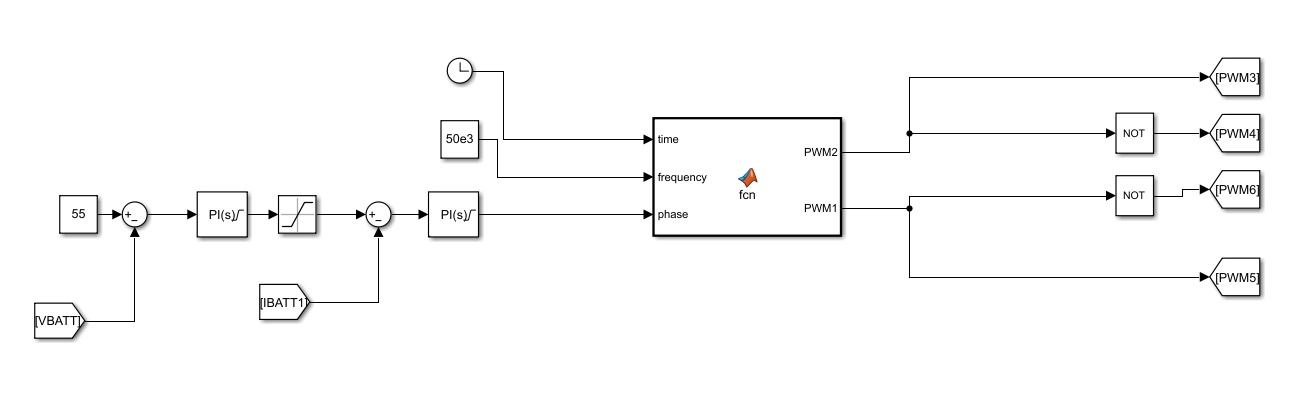 [PWM3]
50e3
time
NOT
[PWM4]
PWM2
frequency
fcn
55
+
−
PI(s)
+
−
PI(s)
phase
PWM1
NOT
[PWM6]
[VBATT]
[IBATT1]
[PWM5]